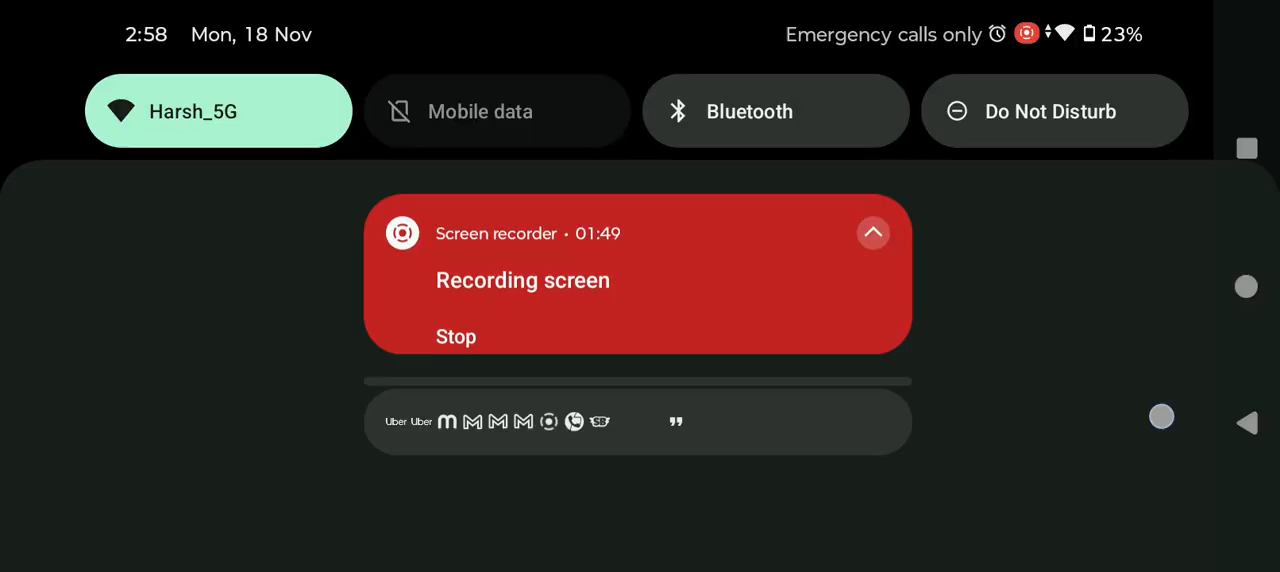 2:58 Mon, 18 Nov Emergency calls only 23%
Harsh_5G Mobile data Bluetooth Do Not Disturb
Screen recorder • 01:49
Recording screen
Stop
Uber Uber SB